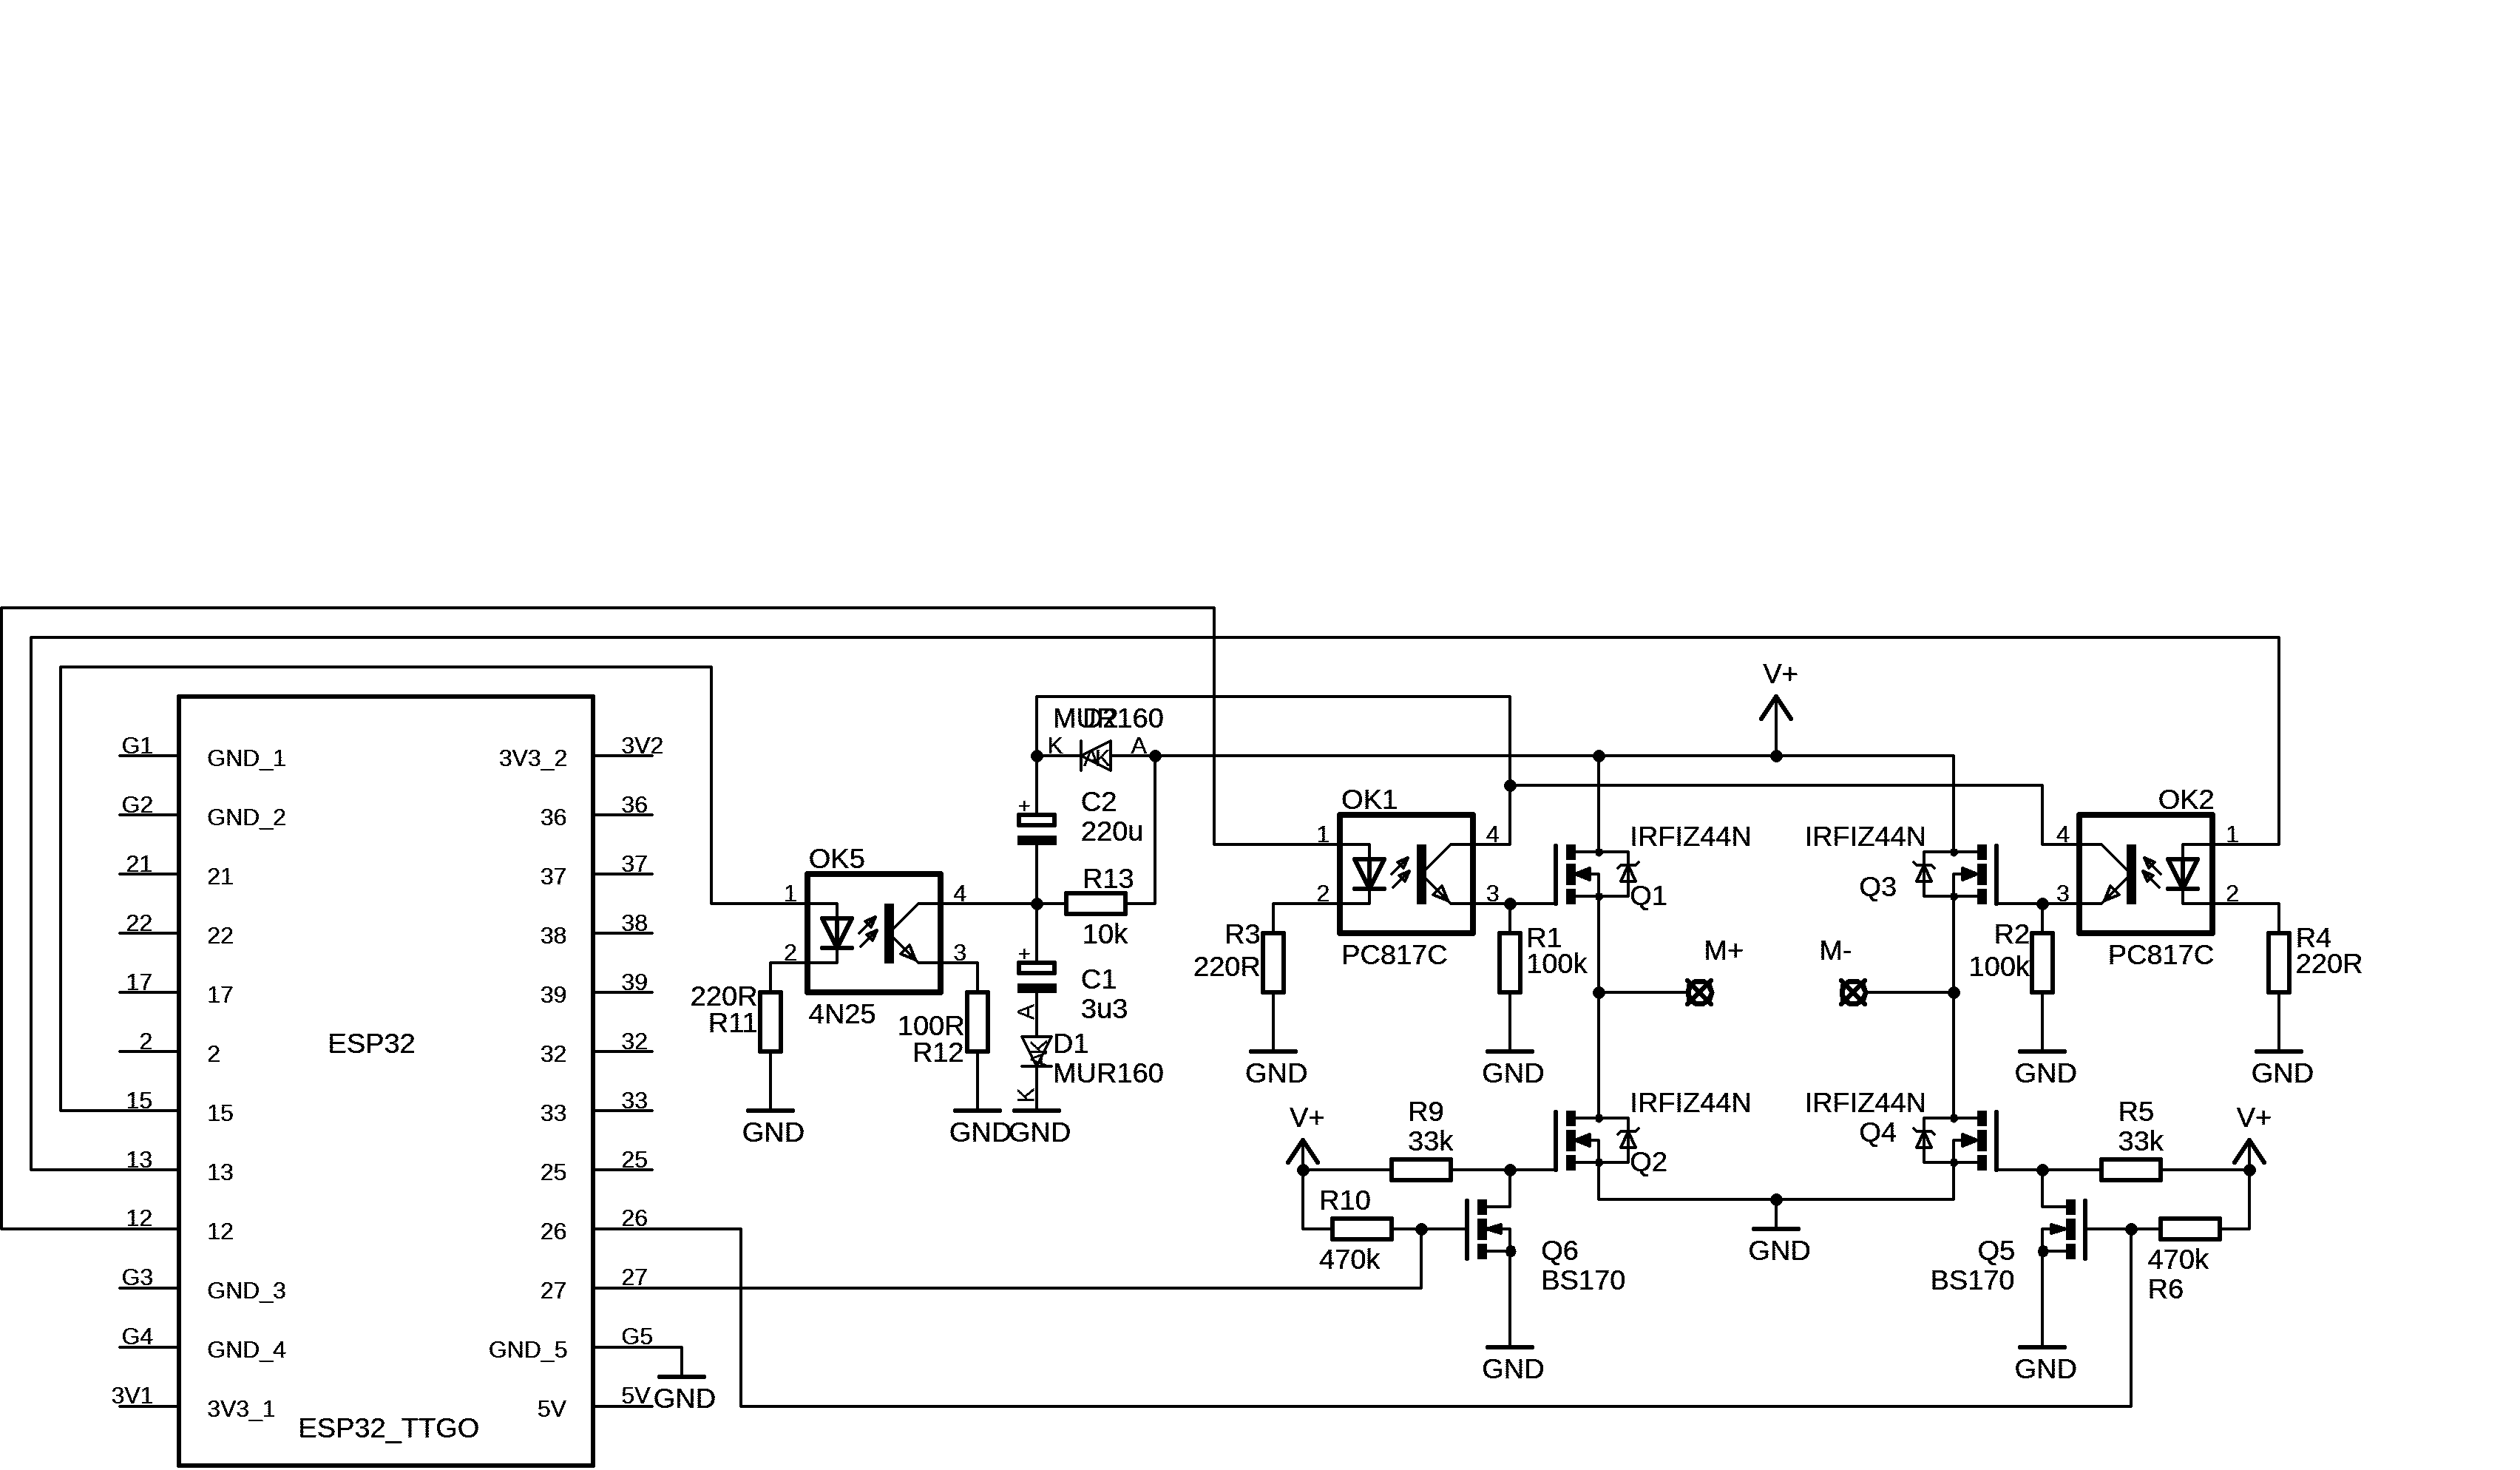 V+
MUR160
D2
K
A
A
K
G1
GND_1
3V3_2
3V2
G2
GND_2
36
36
21
21
37
37
22
22
38
38
17
17
39
39
2
2
32
32
15
15
33
33
13
13
25
25
12
12
26
26
G3
GND_3
27
27
G4
GND_4
GND_5
G5
GND
3V1
3V3_1
5V
5V
ESP32
ESP32_TTGO
OK5
1
2
4
3
4N25
220R
R11
GND
100R
R12
GND
+
C2
220u
R13
10k
+
C1
3u3
A
A
K
D1
MUR160
K
GND
OK1
1
2
4
3
PC817C
R3
220R
GND
R1
100k
GND
IRFIZ44N
Q1
IRFIZ44N
Q3
M+
M-
OK2
4
3
1
2
PC817C
R2
100k
GND
R4
220R
GND
V+
R9
33k
R10
470k
IRFIZ44N
Q2
IRFIZ44N
Q4
R5
33k
V+
Q6
BS170
GND
GND
Q5
BS170
470k
R6
GND